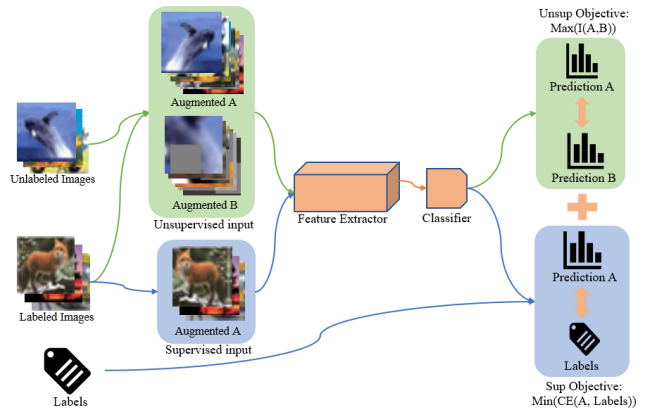 Unsup Objective:
Max(I(A,B))
Augmented A
Prediction A
Unlabeled Images
Prediction B
Augmented B
Unsupervised input
Feature Extractor
Classifier
Prediction A
Labeled Images
Augmented A
Supervised input
Labels
Labels
Sup Objective:
Min(CE(A, Labels))